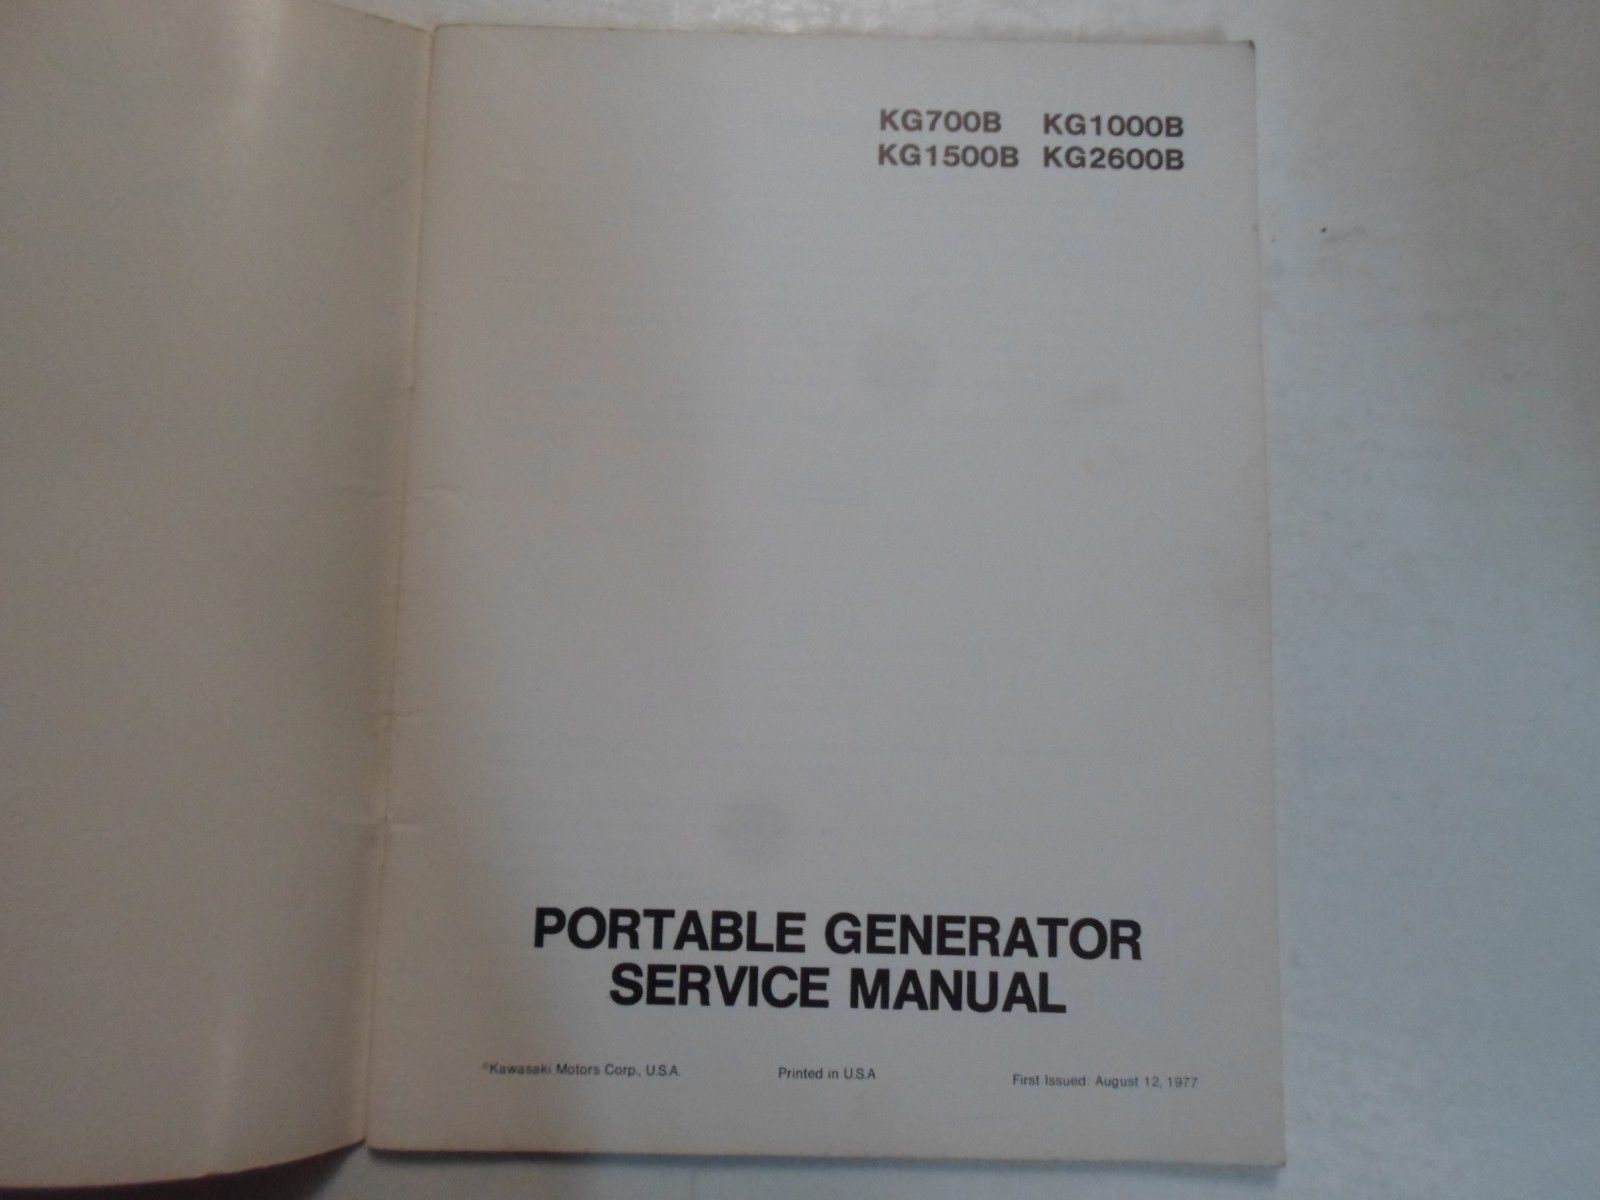 KG700B KG1000B
KG1500B KG2600B
PORTABLE GENERATOR
SERVICE MANUAL
©Kawasaki Motors Corp., U.S.A. Printed in U.S.A First Issued: August 12, 1977